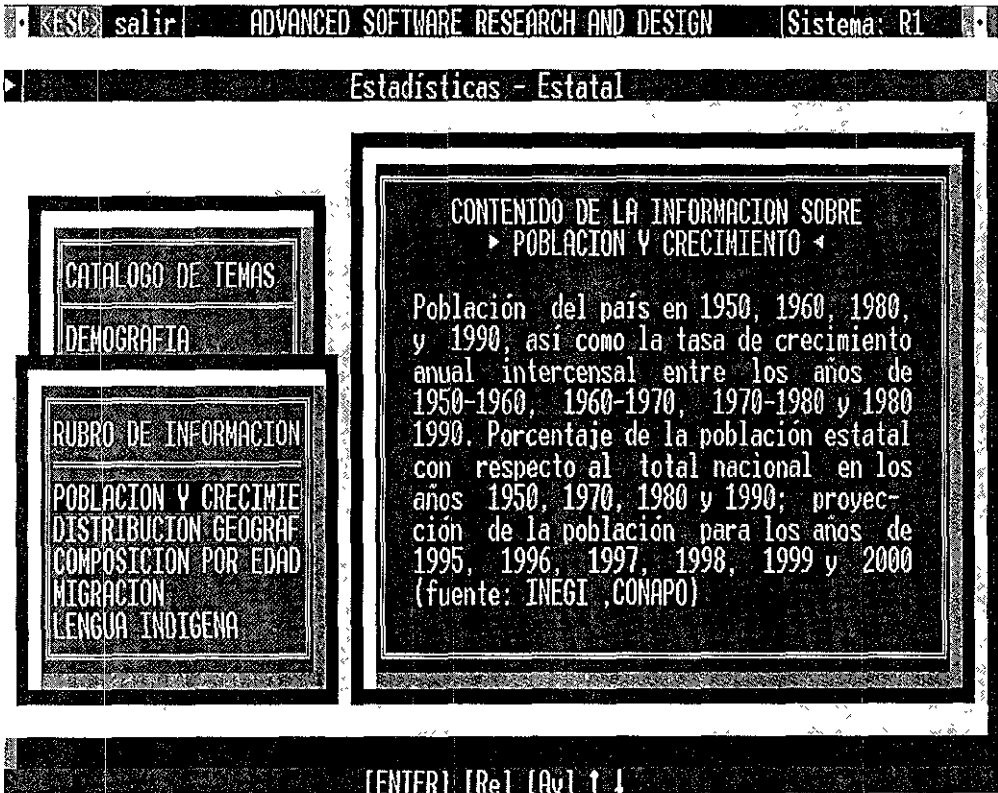 <ESC> salir ADVANCED SOFTWARE RESEARCH AND DESIGN Sistema: R1
Estadísticas - Estatal
CATALOGO DE TEMAS
DEMOGRAFIA
RUBRO DE INFORMACION
POBLACION Y CRECIMIE
DISTRIBUCION GEOGRAF
COMPOSICION POR EDAD
MIGRACION
LENGUA INDIGENA
CONTENIDO DE LA INFORMACION SOBRE
► POBLACION Y CRECIMIENTO ◄
Población del país en 1950, 1960, 1980,
y 1990, así como la tasa de crecimiento
anual intercensal entre los años de
1950-1960, 1960-1970, 1970-1980 y 1980
1990. Porcentaje de la población estatal
con respecto al total nacional en los
años 1950, 1970, 1980 y 1990; proyec-
ción de la población para los años de
1995, 1996, 1997, 1998, 1999 y 2000
(fuente: INEGI ,CONAPO)
[ENTER] [Re] [Av] ↑ ↓